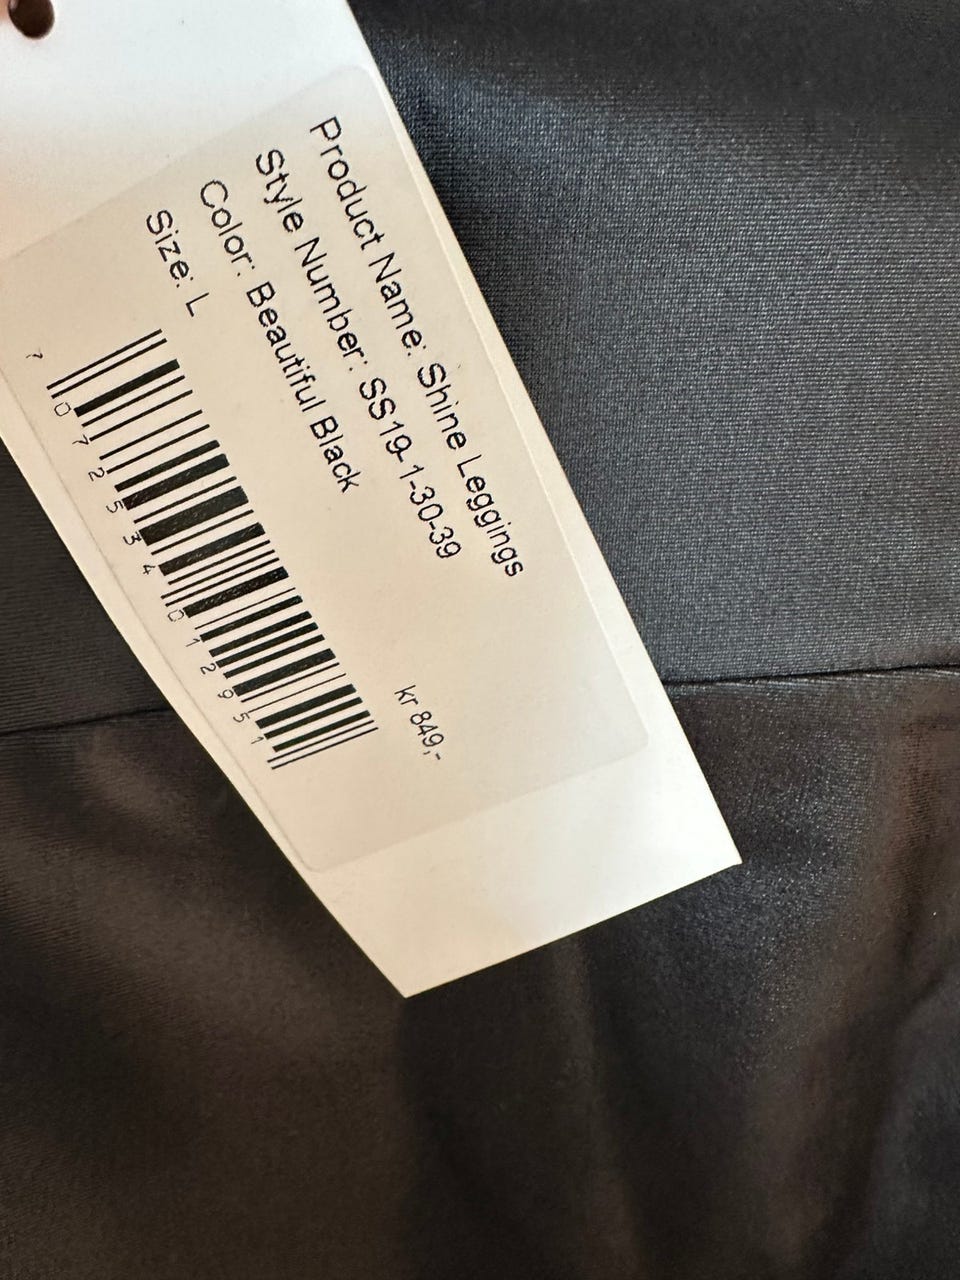 Product Name: Shine Leggings
Style Number: SS19-1-30-39
Color: Beautiful Black
Size: L
kr 849,-
7 072534 012951